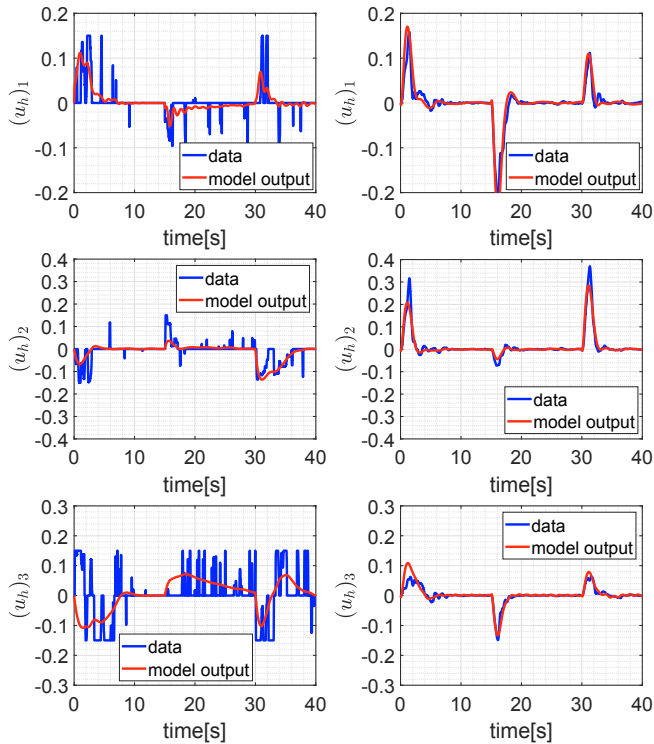 0.2
0.1
0
-0.1
0.2
(u_h)_1
0 10 20 30 40
time[s]
data
model output
0.2
0.1
0
-0.1
0.2
(u_h)_1
0 10 20 30 40
time[s]
data
model output
0.4
0.3
0.2
0.1
0
-0.1
-0.2
-0.3
-0.4
(u_h)_2
0 10 20 30 40
time[s]
data
model output
0.4
0.3
0.2
0.1
0
-0.1
-0.2
-0.3
-0.4
(u_h)_2
0 10 20 30 40
time[s]
data
model output
0.3
0.2
0.1
0
-0.1
-0.2
-0.3
(u_h)_3
0 10 20 30 40
time[s]
data
model output
0.3
0.2
0.1
0
-0.1
-0.2
-0.3
(u_h)_3
0 10 20 30 40
time[s]
data
model output